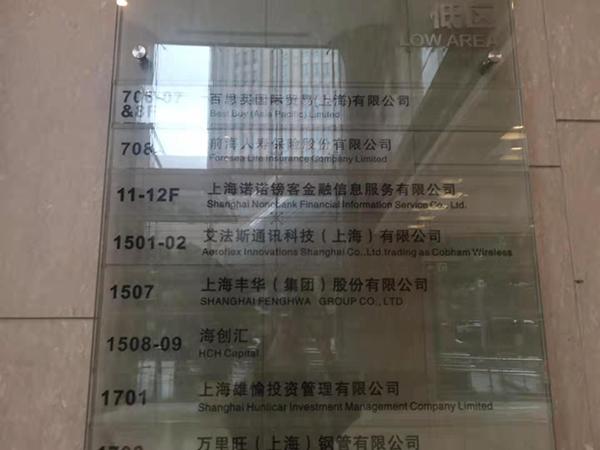 低区
LOW AREA
706-07 百思买国际贸易(上海)有限公司
&8F Best Buy (Asia Pacific) Limited
708 前海人寿保险股份有限公司
Foresea Life Insurance Company Limited
11-12F 上海诺诺镑客金融信息服务有限公司
Shanghai Nonobank Financial Information Service Co., Ltd.
1501-02 艾法斯通讯科技（上海）有限公司
Aeroflex Innovations Shanghai Co.,Ltd.trading as Cobham Wireless
1507 上海丰华（集团）股份有限公司
SHANGHAI FENGHWA GROUP CO., LTD
1508-09 海创汇
HCH Capital
1701 上海雄愉投资管理有限公司
Shanghai Hunlicar Investment Management Company Limited
万里旺（上海）钢管有限公司